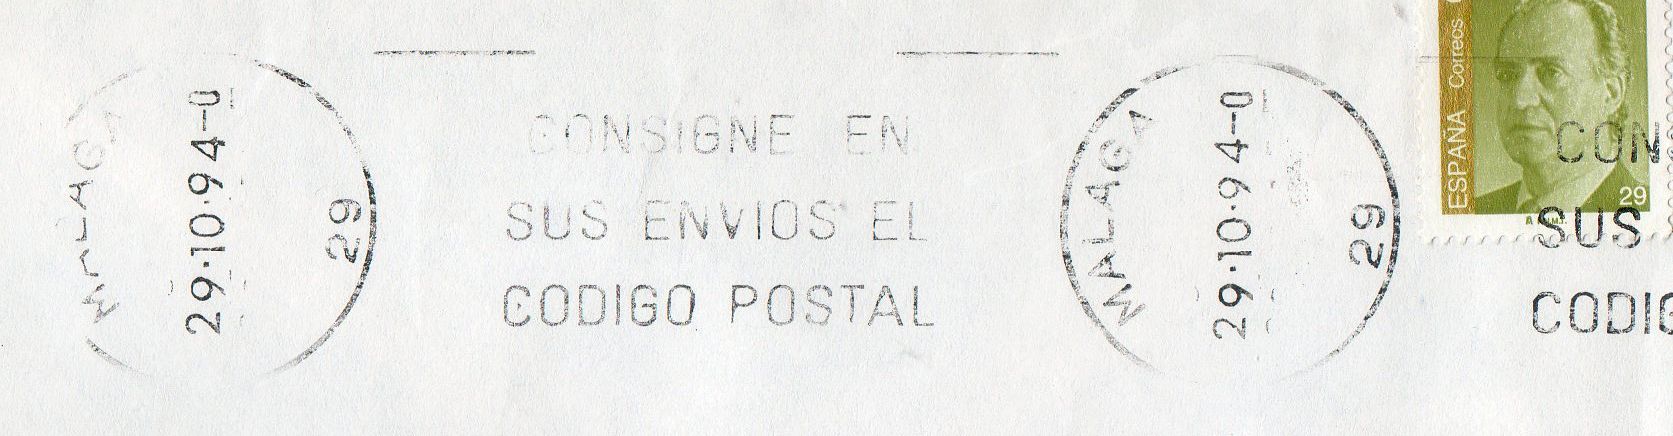 MALAGA
29·10·94-0
29
CONSIGNE EN
SUS ENVIOS EL
CODIGO POSTAL
MALAGA
29·10·94-0
29
ESPAÑA Correos
29
CON
SUS
CODIG